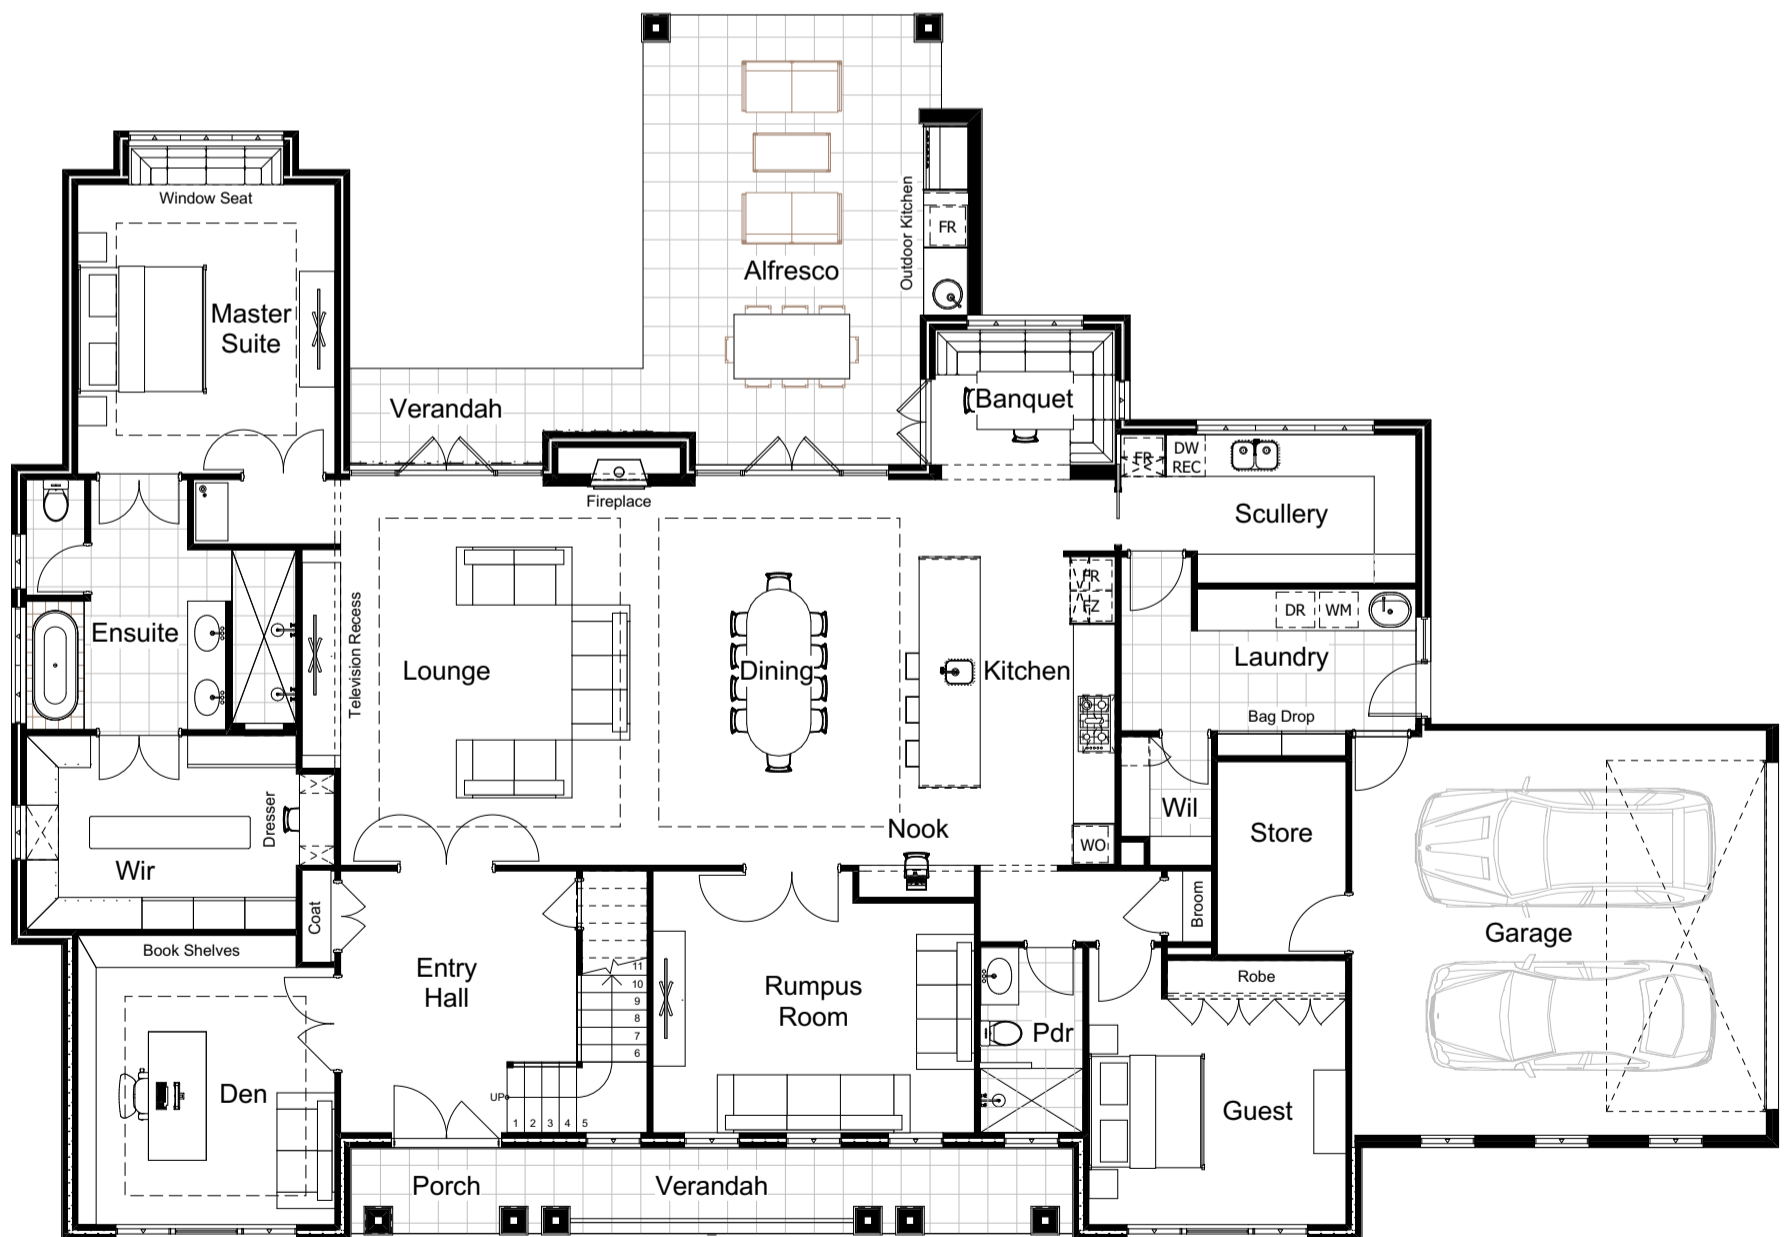 Window Seat
Outdoor Kitchen
FR
Alfresco
Master
Suite
Banquet
Verandah
FR
DW
REC
Fireplace
Scullery
FR
FZ
DR
WM
Television Recess
Ensuite
Lounge
Dining
Kitchen
Laundry
Bag Drop
Dresser
Wil
Nook
Store
WO
Wir
Coat
Broom
Book Shelves
Garage
Entry
Hall
11
10
9
8
7
6
Rumpus
Room
Robe
Pdr
Den
UP
1 2 3 4 5
Guest
Porch
Verandah